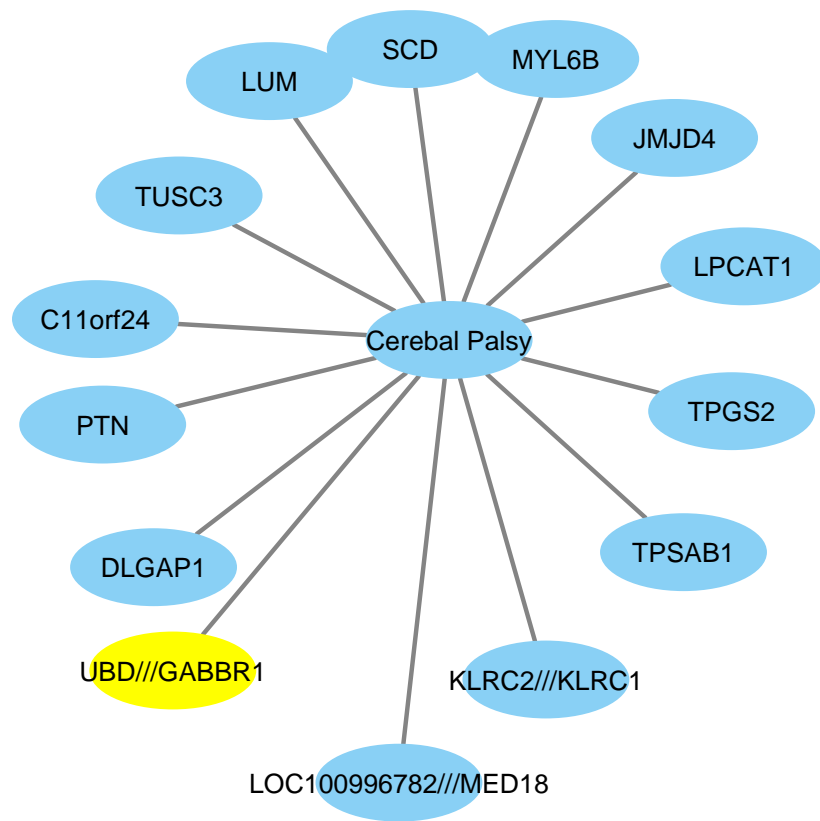 SCD
MYL6B
LUM
JMJD4
TUSC3
LPCAT1
C11orf24
Cerebal Palsy
PTN
TPGS2
DLGAP1
TPSAB1
UBD///GABBR1
KLRC2///KLRC1
LOC100996782///MED18